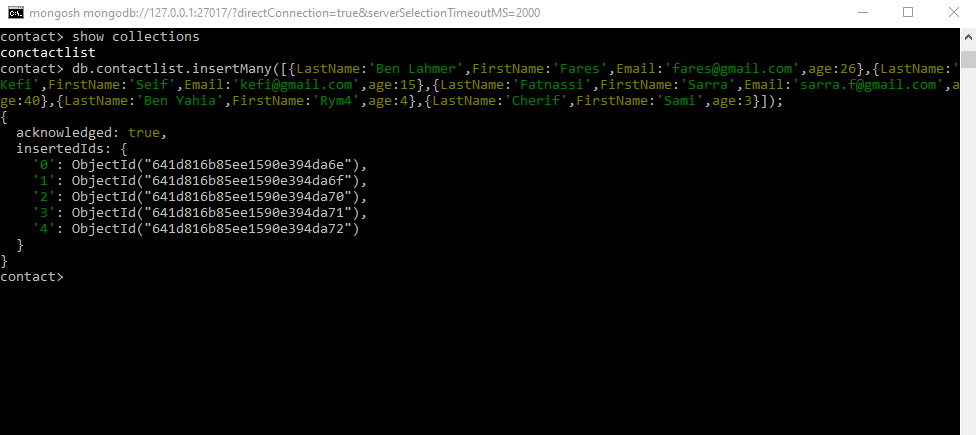 mongosh mongodb://127.0.0.1:27017/?directConnection=true&serverSelectionTimeoutMS=2000
contact> show collections
conctactlist
contact> db.contactlist.insertMany([{LastName:'Ben Lahmer',FirstName:'Fares',Email:'fares@gmail.com',age:26},{LastName:'
Kefi',FirstName:'Seif',Email:'kefi@gmail.com',age:15},{LastName:'Fatnassi',FirstName:'Sarra',Email:'sarra.f@gmail.com',a
ge:40},{LastName:'Ben Yahia',FirstName:'Rym4',age:4},{LastName:'Cherif',FirstName:'Sami',age:3}]);
{
  acknowledged: true,
  insertedIds: {
    '0': ObjectId("641d816b85ee1590e394da6e"),
    '1': ObjectId("641d816b85ee1590e394da6f"),
    '2': ObjectId("641d816b85ee1590e394da70"),
    '3': ObjectId("641d816b85ee1590e394da71"),
    '4': ObjectId("641d816b85ee1590e394da72")
  }
}
contact>